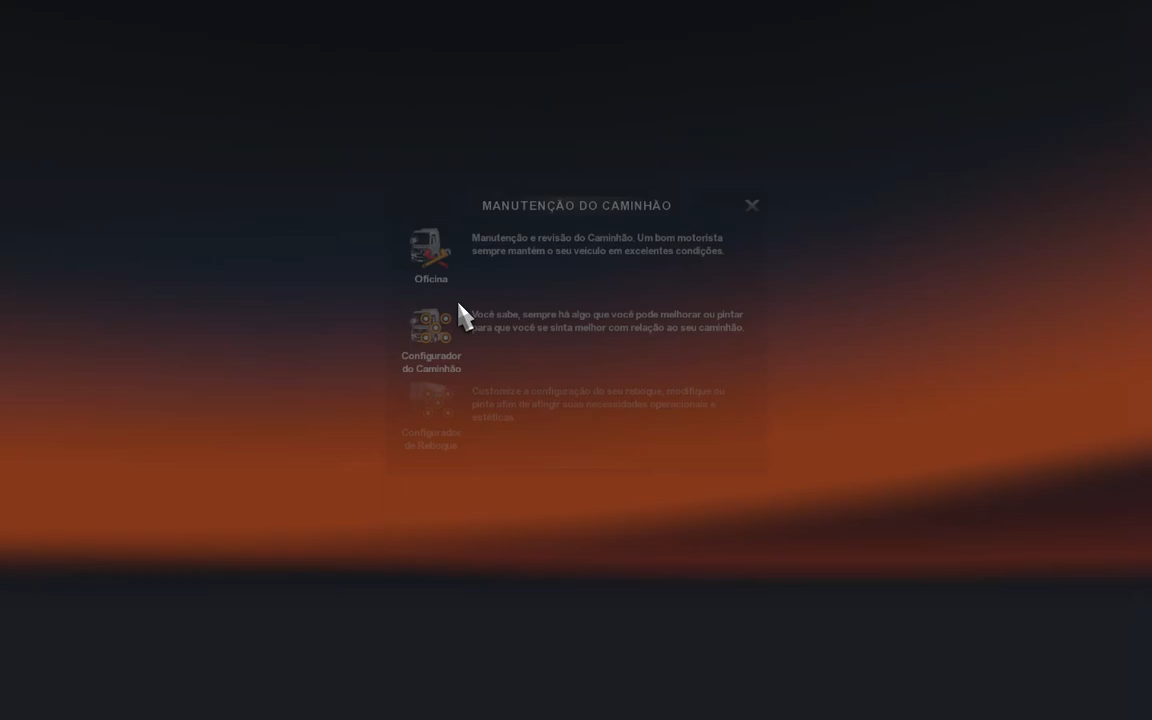 MANUTENÇÃO DO CAMINHÃO
Manutenção e revisão do Caminhão. Um bom motorista
sempre mantém o seu veículo em excelentes condições.
Oficina
Você sabe, sempre há algo que você pode melhorar ou pintar
para que você se sinta melhor com relação ao seu caminhão.
Configurador
do Caminhão
Customize a configuração do seu reboque, modifique ou
pinte afim de atingir suas necessidades operacionais e
estéticas.
Configurador
de Reboque